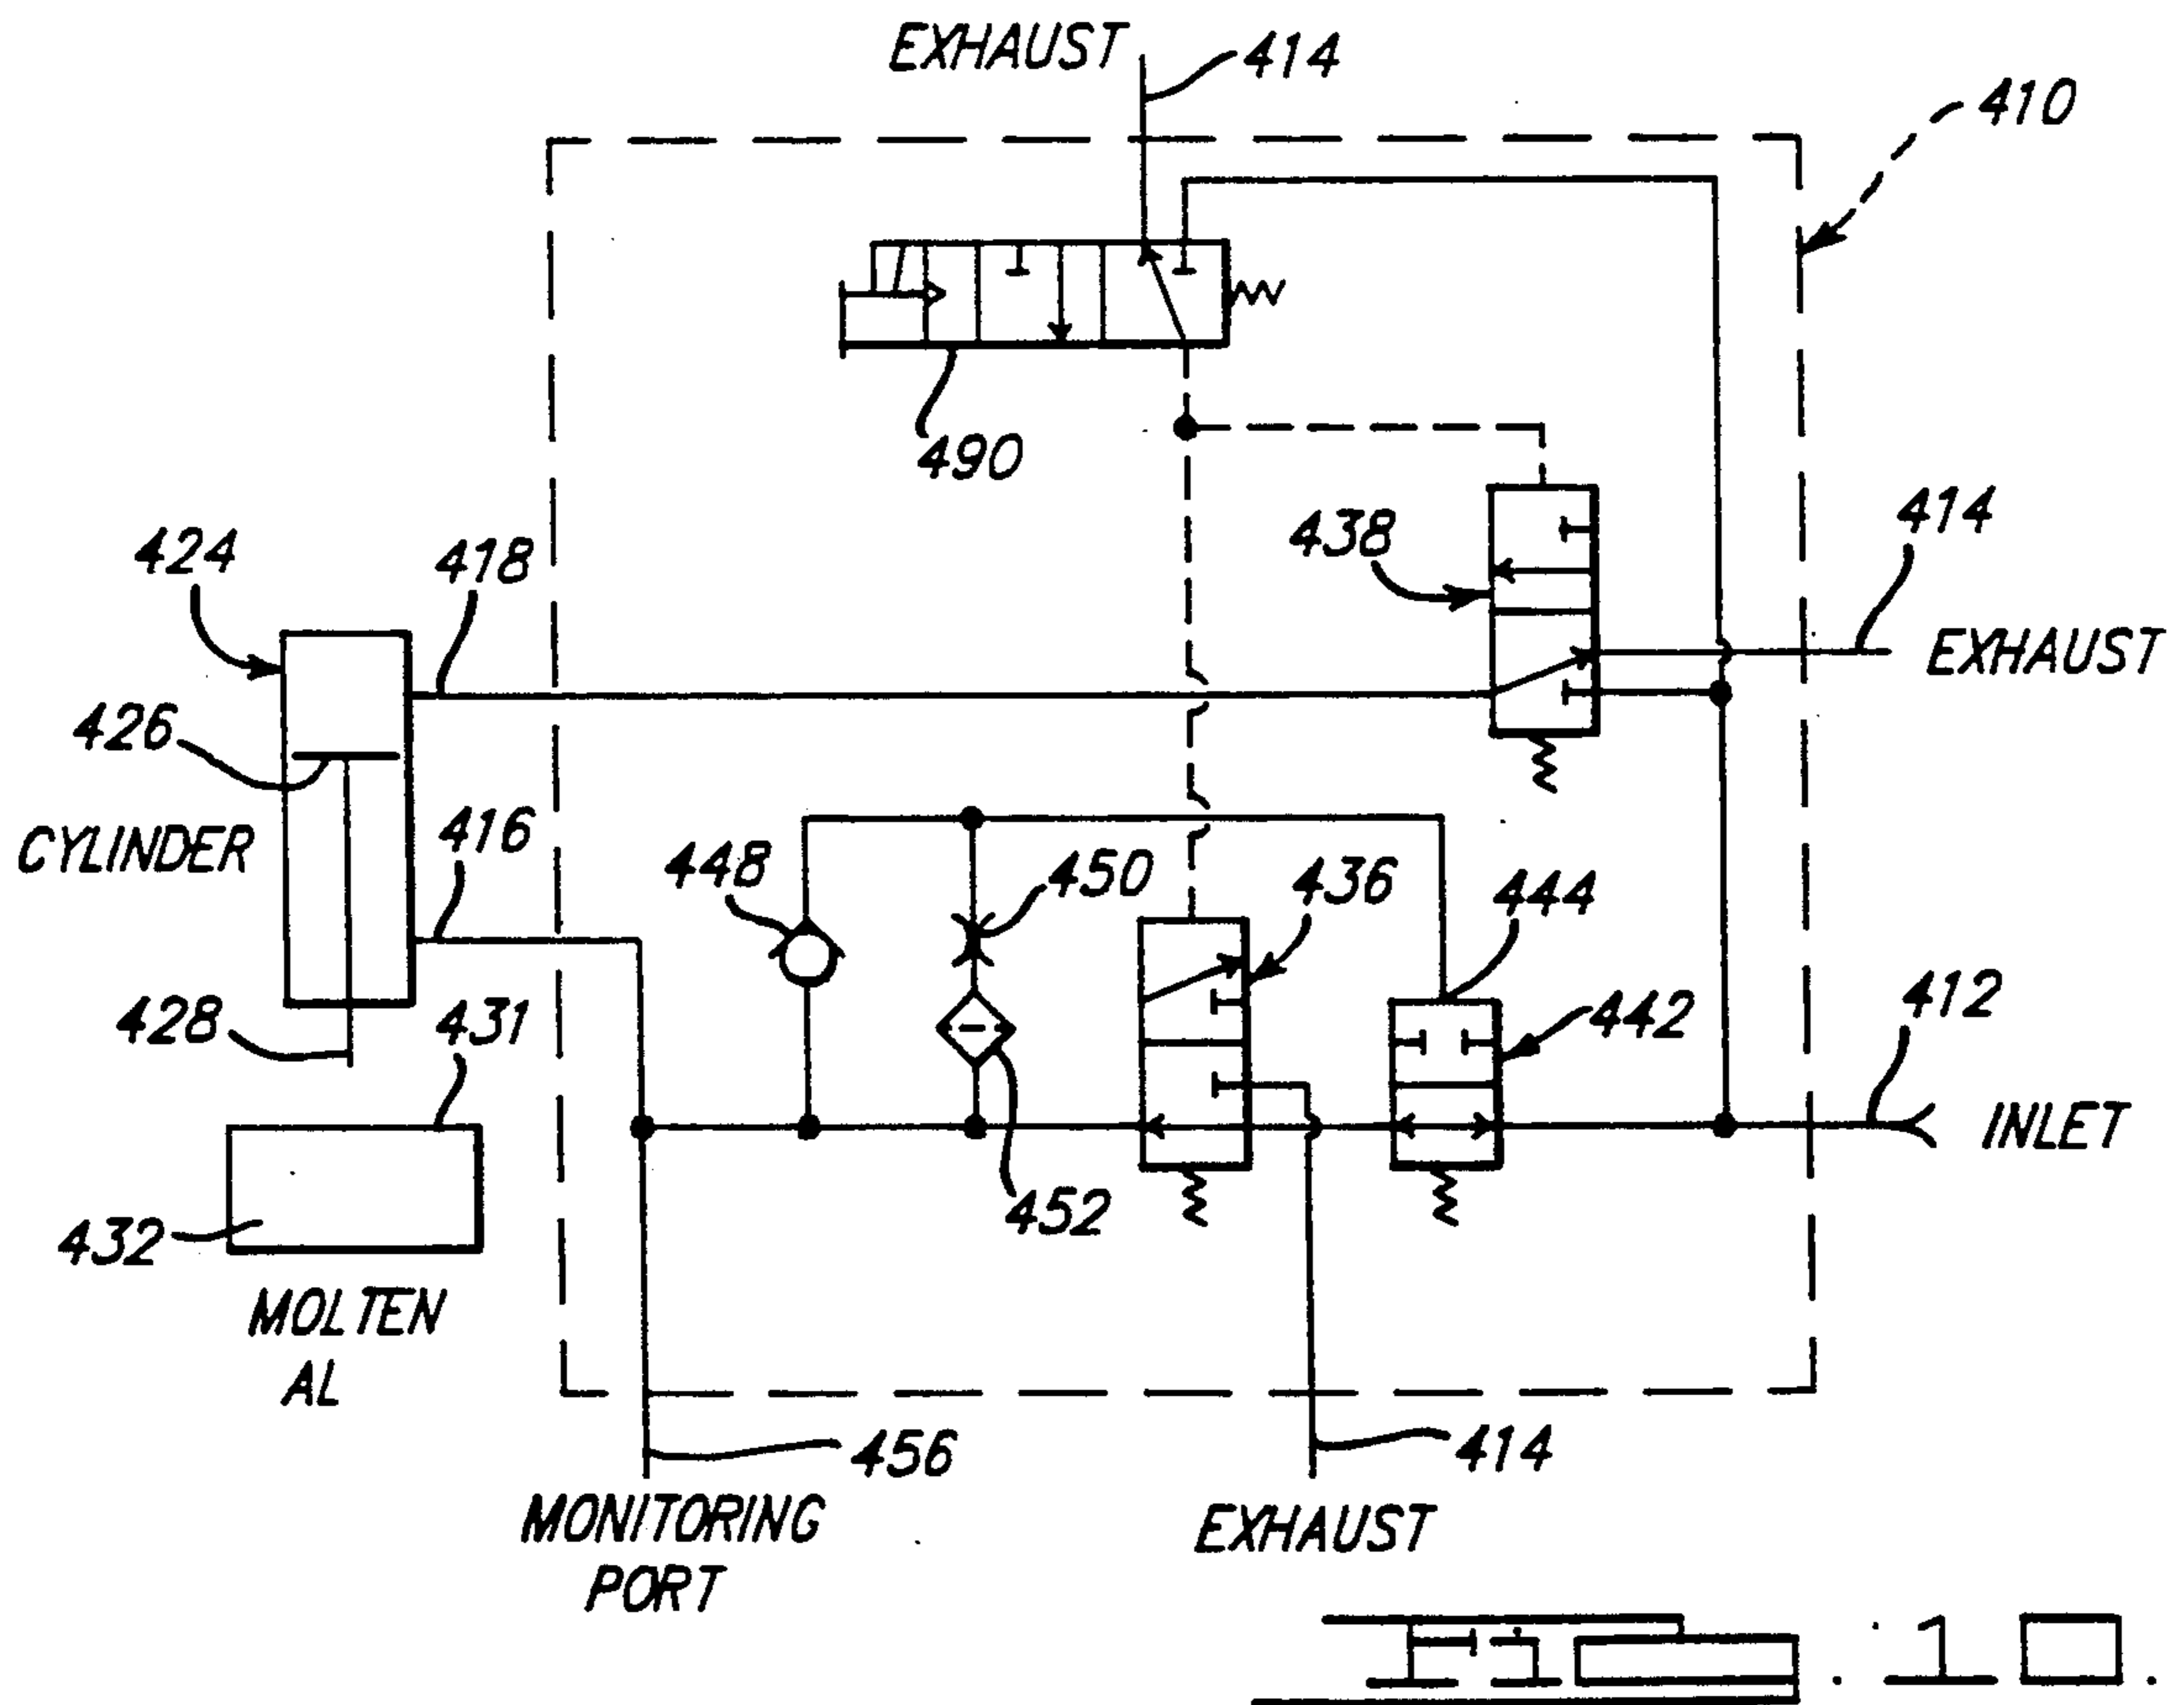 EXHAUST 414
410
490
438
414
EXHAUST
424
418
426
416
CYLINDER
448
450
436
444
442
412
428
431
INLET
452
432
MOLTEN
AL
456
414
MONITORING
PORT
EXHAUST
FIG. 10.